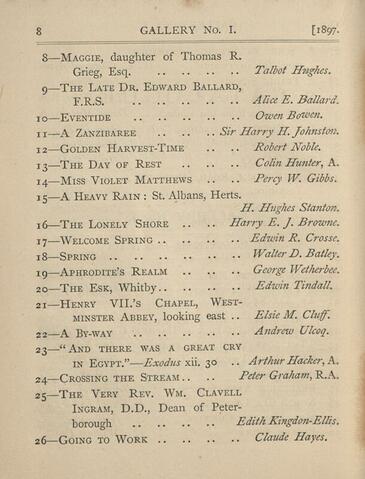 8 GALLERY No. I. [1897.
8—MAGGIE, daughter of Thomas R.
Grieg, Esq. .. .. .. .. Talbot Hughes.
9—THE LATE DR. EDWARD BALLARD,
F.R.S. .. .. .. .. Alice E. Ballard.
10—EVENTIDE .. .. .. .. Owen Bowen.
11—A ZANZIBAREE .. .. Sir Harry H. Johnston.
12—GOLDEN HARVEST-TIME .. .. Robert Noble.
13—THE DAY OF REST .. .. Colin Hunter, A.
14—MISS VIOLET MATTHEWS .. .. Percy W. Gibbs.
15—A HEAVY RAIN: St. Albans, Herts.
H. Hughes Stanton.
16—THE LONELY SHORE .. .. Harry E. J. Browne.
17—WELCOME SPRING .. .. .. Edwin R. Crosse.
18—SPRING .. .. .. .. Walter D. Batley.
19—APHRODITE'S REALM .. .. George Wetherbee.
20—THE ESK, Whitby.. .. .. Edwin Tindall.
21—HENRY VII.'S CHAPEL, WEST-
MINSTER ABBEY, looking east .. Elsie M. Cluff.
22—A BY-WAY .. .. .. .. Andrew Ulcoq.
23—"AND THERE WAS A GREAT CRY
IN EGYPT."—Exodus xii. 30 .. Arthur Hacker, A.
24—CROSSING THE STREAM.. .. Peter Graham, R.A.
25—THE VERY REV. WM. CLAVELL
INGRAM, D.D., Dean of Peter-
borough .. .. .. Edith Kingdon-Ellis.
26—GOING TO WORK .. .. .. Claude Hayes.